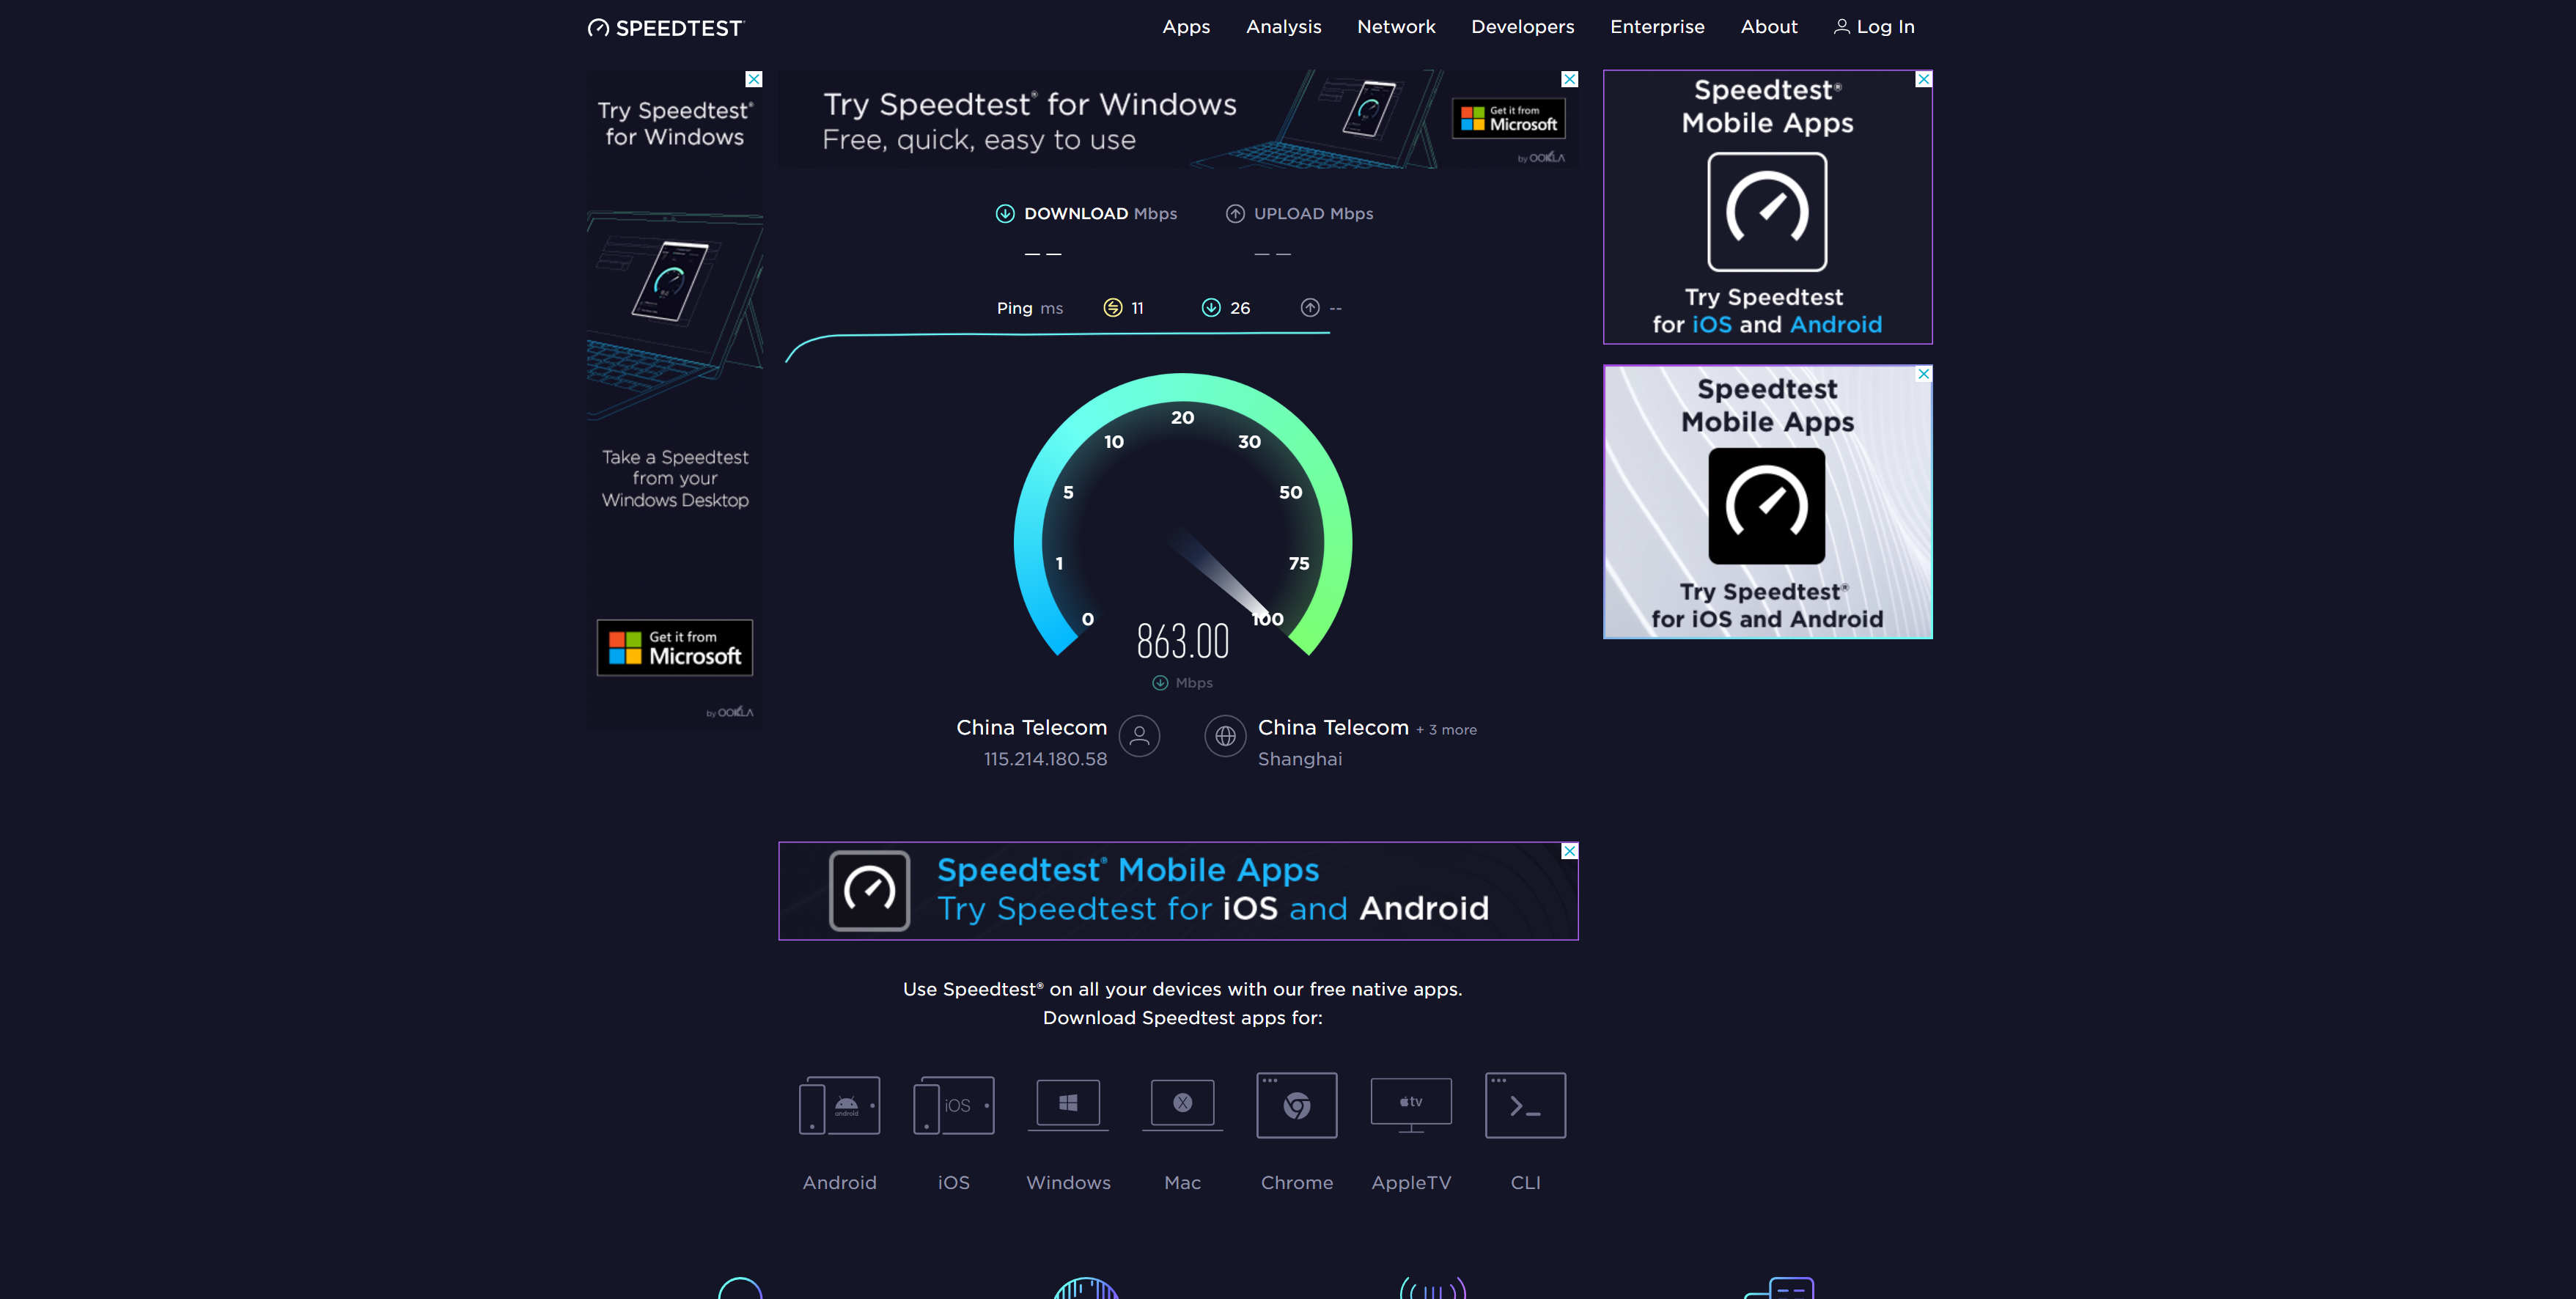 SPEEDTEST
Apps Analysis Network Developers Enterprise About Log In
Try Speedtest®
for Windows
Take a Speedtest
from your
Windows Desktop
Get it from
Microsoft
by OOKLA
Try Speedtest® for Windows
Free, quick, easy to use
Get it from
Microsoft
by OOKLA
Speedtest®
Mobile Apps
Try Speedtest
for iOS and Android
Speedtest
Mobile Apps
Try Speedtest®
for iOS and Android
DOWNLOAD Mbps UPLOAD Mbps
— — — —
Ping ms 11 26 --
0 1 5 10 20 30 50 75 100
863.00
Mbps
China Telecom
115.214.180.58
China Telecom + 3 more
Shanghai
Speedtest® Mobile Apps
Try Speedtest for iOS and Android
Use Speedtest® on all your devices with our free native apps.
Download Speedtest apps for:
android iOS X tv
Android iOS Windows Mac Chrome AppleTV CLI